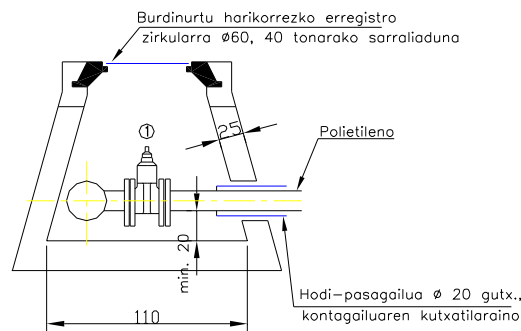 Burdinurtu harikorrezko erregistro
zirkularra ø60, 40 tonarako sarraliaduna
1
25
Polietileno
min. 20
Hodi-pasagailua ø 20 gutx.,
kontagailuaren kutxatilaraino
110